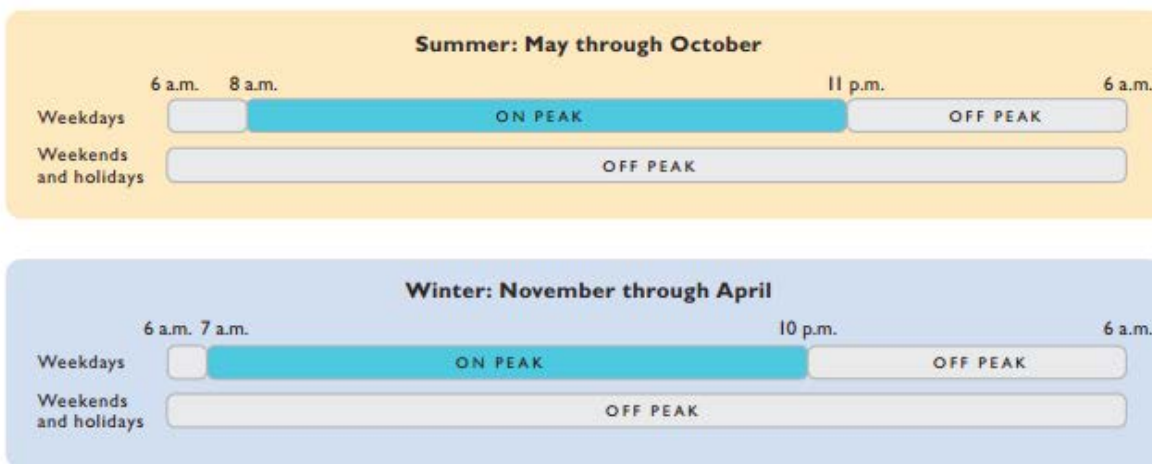 Summer: May through October
6 a.m. 8 a.m. 11 p.m. 6 a.m.
Weekdays ON PEAK OFF PEAK
Weekends
and holidays
OFF PEAK
Winter: November through April
6 a.m. 7 a.m. 10 p.m. 6 a.m.
Weekdays ON PEAK OFF PEAK
Weekends
and holidays
OFF PEAK